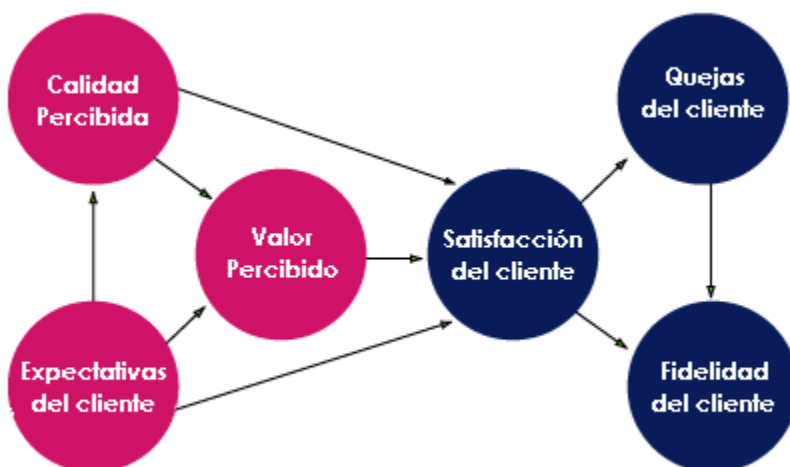 Calidad
Percibida
Quejas
del cliente
Valor
Percibido
Satisfacción
del cliente
Expectativas
del cliente
Fidelidad
del cliente